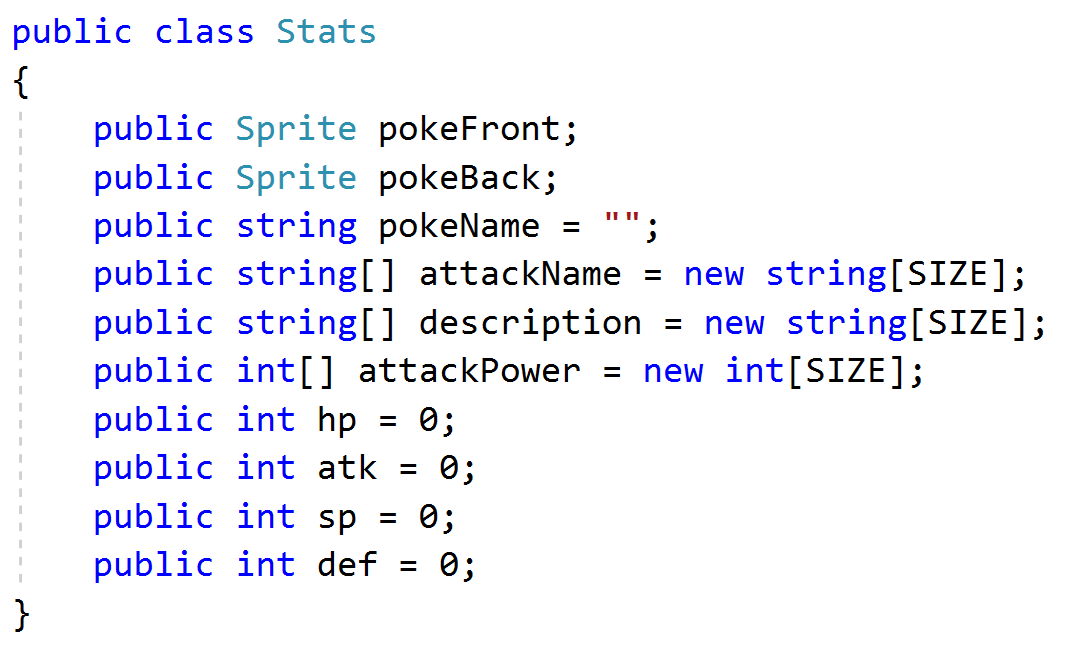 public class Stats
{
    public Sprite pokeFront;
    public Sprite pokeBack;
    public string pokeName = "";
    public string[] attackName = new string[SIZE];
    public string[] description = new string[SIZE];
    public int[] attackPower = new int[SIZE];
    public int hp = 0;
    public int atk = 0;
    public int sp = 0;
    public int def = 0;
}